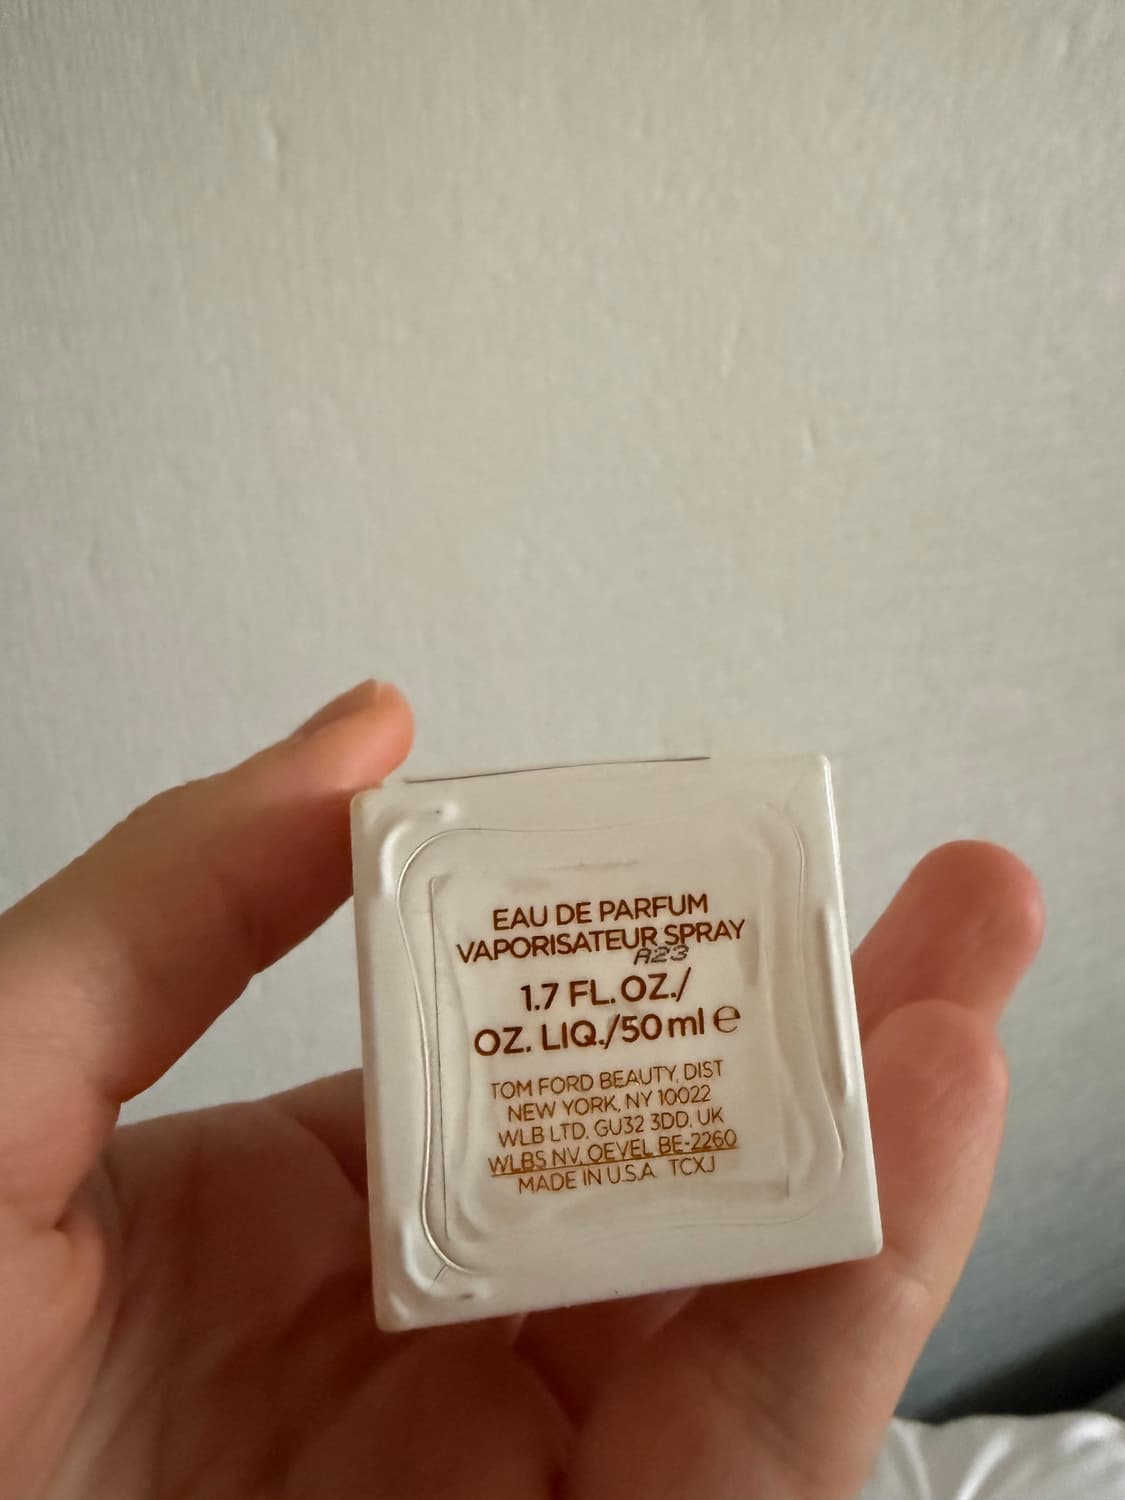 EAU DE PARFUM
VAPORISATEUR SPRAY
A23
1.7 FL. OZ./
OZ. LIQ./50 ml ℮
TOM FORD BEAUTY, DIST
NEW YORK, NY 10022
WLB LTD, GU32 3DD, UK
WLBS NV, OEVEL BE-2260
MADE IN U.S.A TCXJ